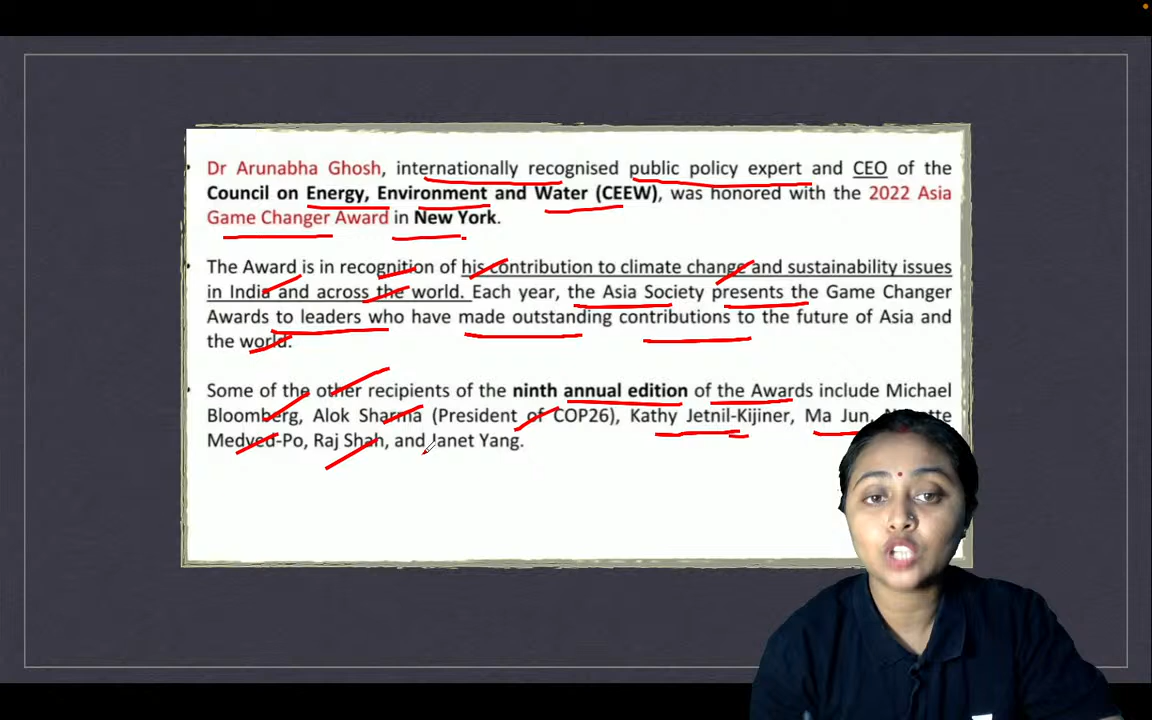 Dr Arunabha Ghosh, internationally recognised public policy expert and CEO of the
Council on Energy, Environment and Water (CEEW), was honored with the 2022 Asia
Game Changer Award in New York.
The Award is in recognition of his contribution to climate change and sustainability issues
in India and across the world. Each year, the Asia Society presents the Game Changer
Awards to leaders who have made outstanding contributions to the future of Asia and
the world.
Some of the other recipients of the ninth annual edition of the Awards include Michael
Bloomberg, Alok Sharma (President of COP26), Kathy Jetnil-Kijiner, Ma Jun,
Medved-Po, Raj Shah, and Janet Yang.